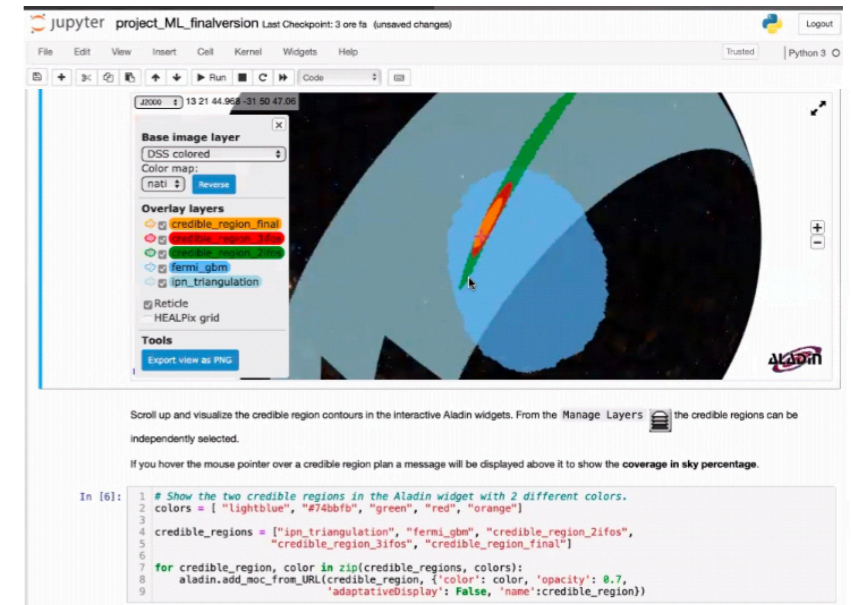 jupyter project_ML_finalversion Last Checkpoint: 3 ore fa (unsaved changes)
Logout
File Edit View Insert Cell Kernel Widgets Help
Trusted
Python 3
Run
Code
J2000 13 21 44.968 -31 50 47.06
Base image layer
DSS colored
Color map:
nati Reverse
Overlay layers
credible_region_final
credible_region_3ifos
credible_region_2ifos
fermi_gbm
ipn_triangulation
Reticle
HEALPix grid
Tools
Export view as PNG
ALADIN
Scroll up and visualize the credible region contours in the interactive Aladin widgets. From the Manage Layers the credible regions can be
independently selected.
If you hover the mouse pointer over a credible region plan a message will be displayed above it to show the coverage in sky percentage.
In [6]:
1 # Show the two credible regions in the Aladin widget with 2 different colors.
2 colors = [ "lightblue", "#74bbfb", "green", "red", "orange"]
3
4 credible_regions = ["ipn_triangulation", "fermi_gbm", "credible_region_2ifos",
5 "credible_region_3ifos", "credible_region_final"]
6
7 for credible_region, color in zip(credible_regions, colors):
8 aladin.add_moc_from_URL(credible_region, {'color': color, 'opacity': 0.7,
9 'adaptativeDisplay': False, 'name':credible_region})